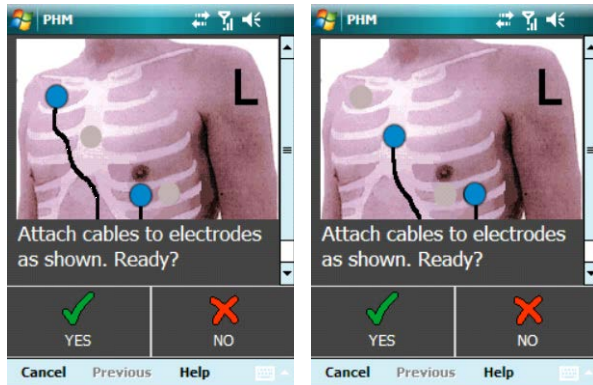 PHM
L
Attach cables to electrodes
as shown. Ready?
YES
NO
Cancel Previous Help
PHM
L
Attach cables to electrodes
as shown. Ready?
YES
NO
Cancel Previous Help